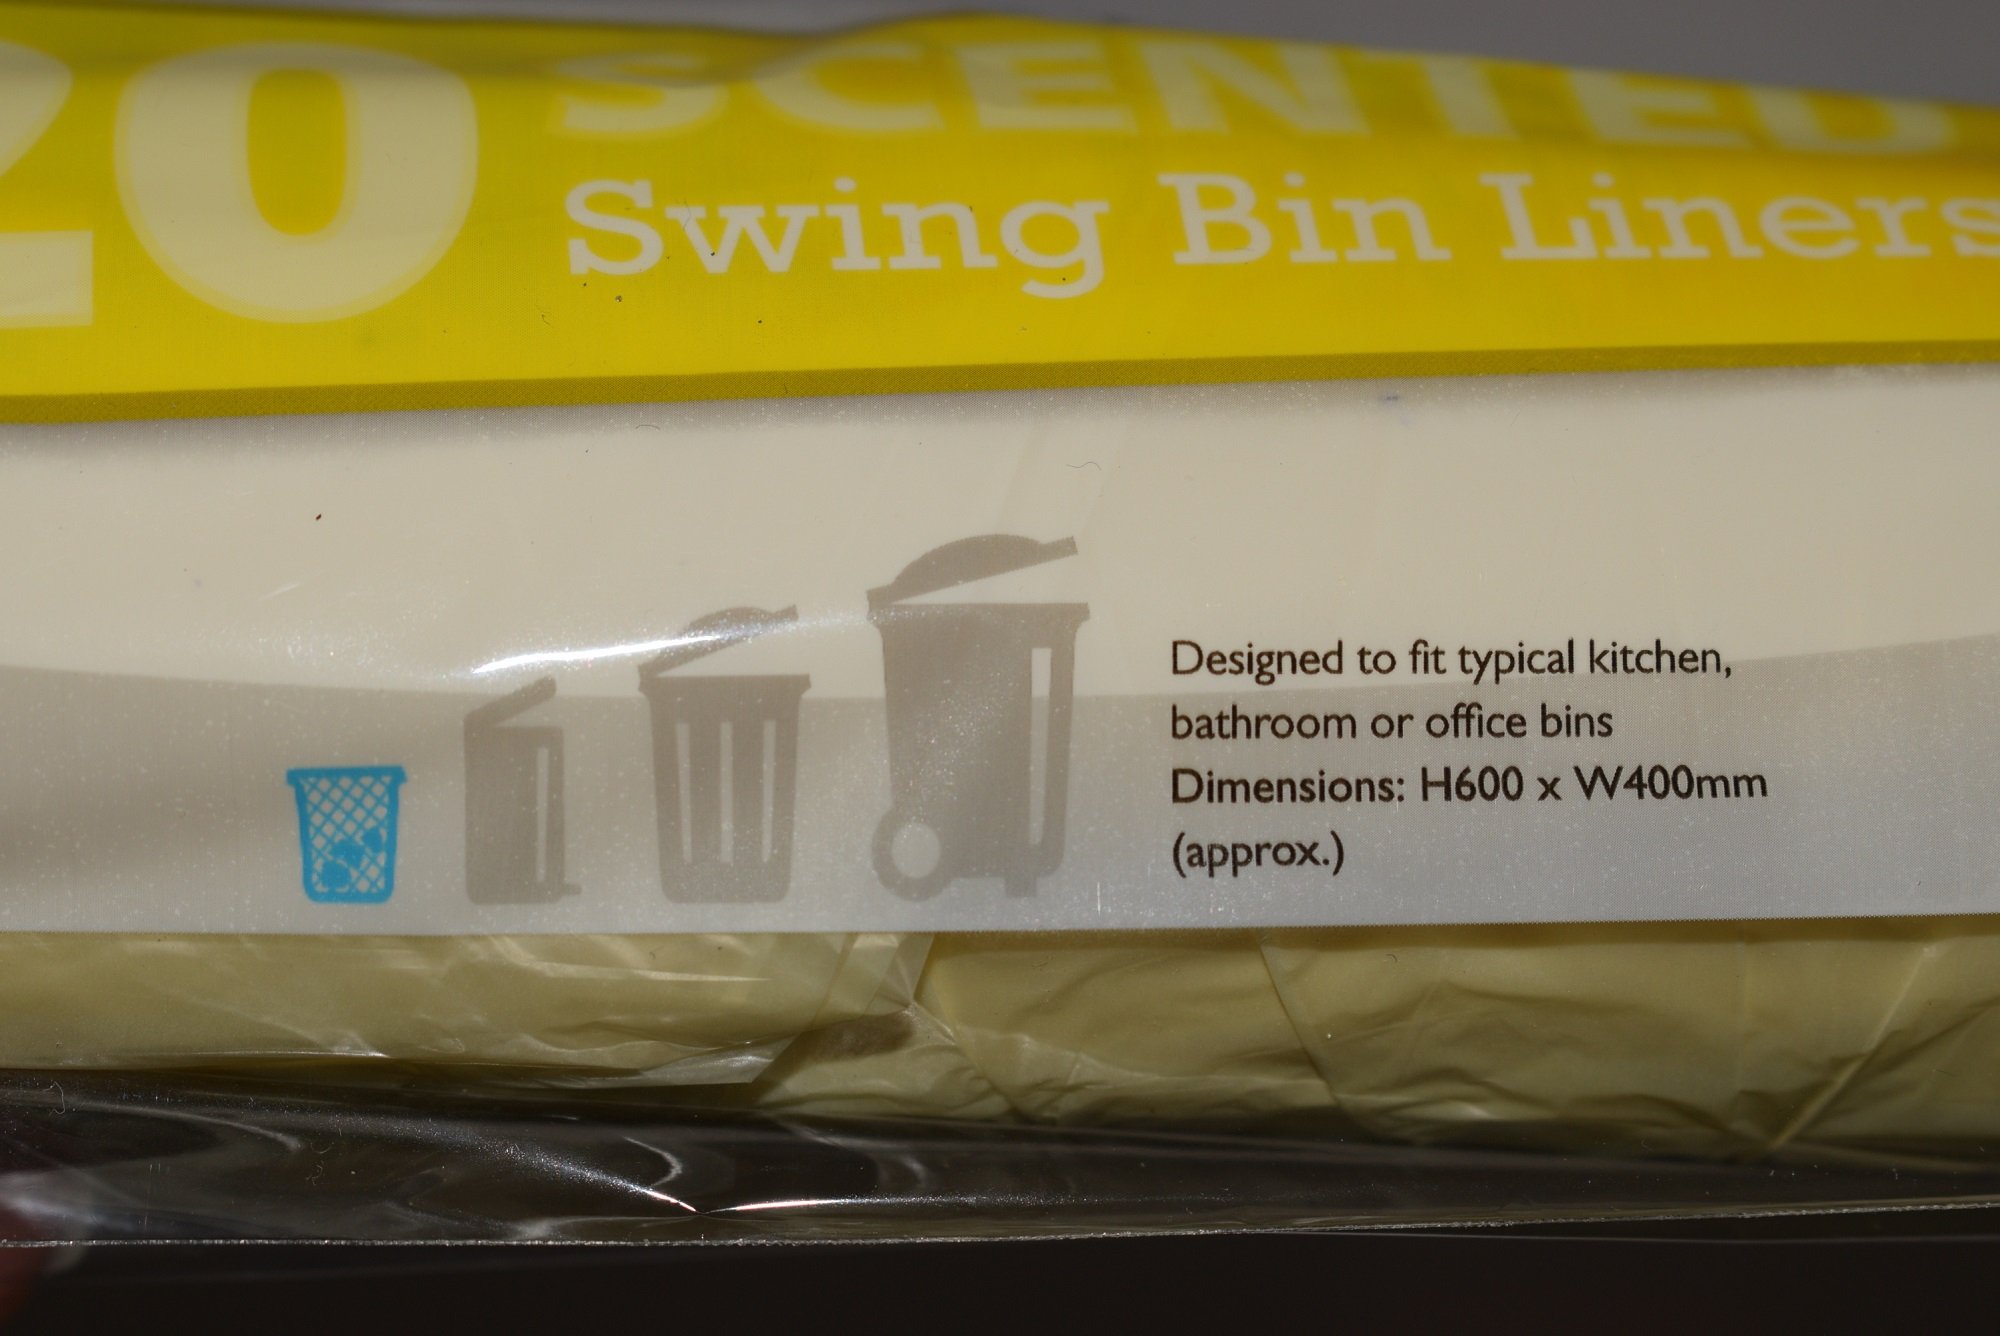 20 SCENTED
Swing Bin Liners
Designed to fit typical kitchen,
bathroom or office bins
Dimensions: H600 x W400mm
(approx.)